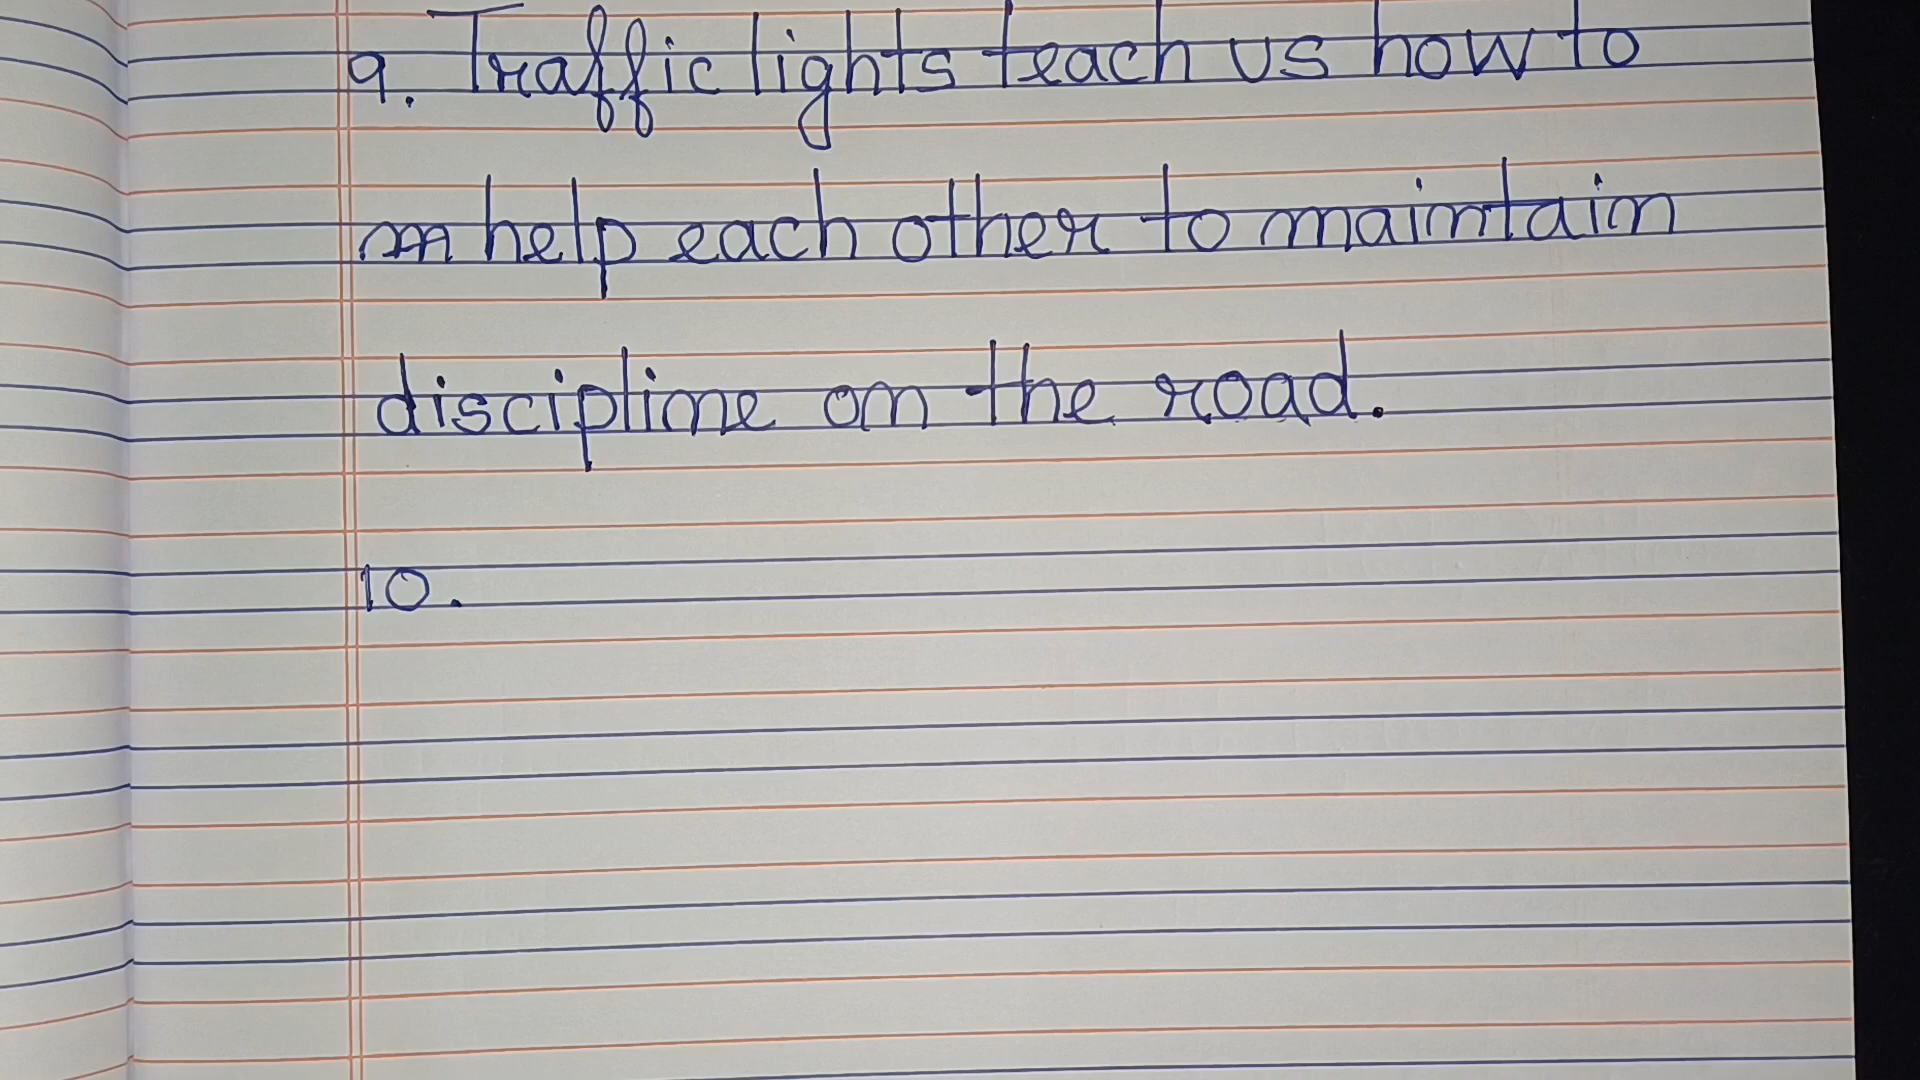 9. Traffic lights teach us how to
help each other to maintain
discipline on the road.
10.